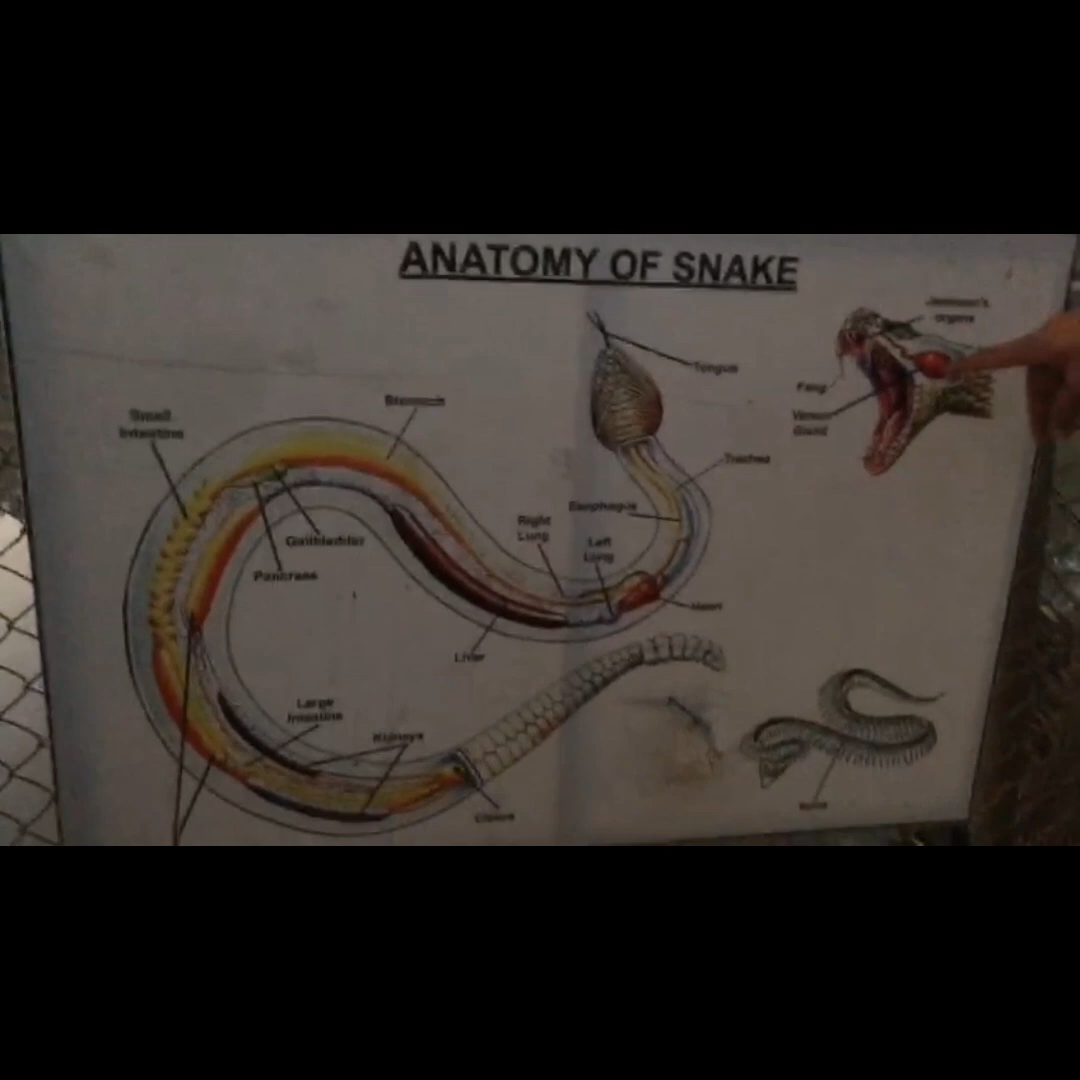 ANATOMY OF SNAKE
Jacobson's
organs
Tongue
Fang
Venom
Gland
Stomach
Small
Intestine
Trachea
Esophagus
Right
Lung
Left
Lung
Gallbladder
Pancreas
Heart
Liver
Large
Intestine
Kidneys
Cloaca